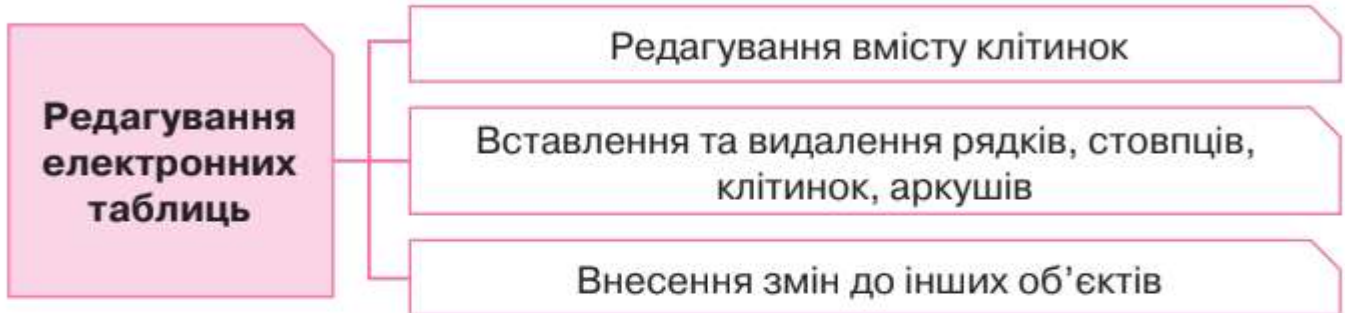 Редагування
електронних
таблиць
Редагування вмісту клітинок
Вставлення та видалення рядків, стовпців,
клітинок, аркушів
Внесення змін до інших об’єктів